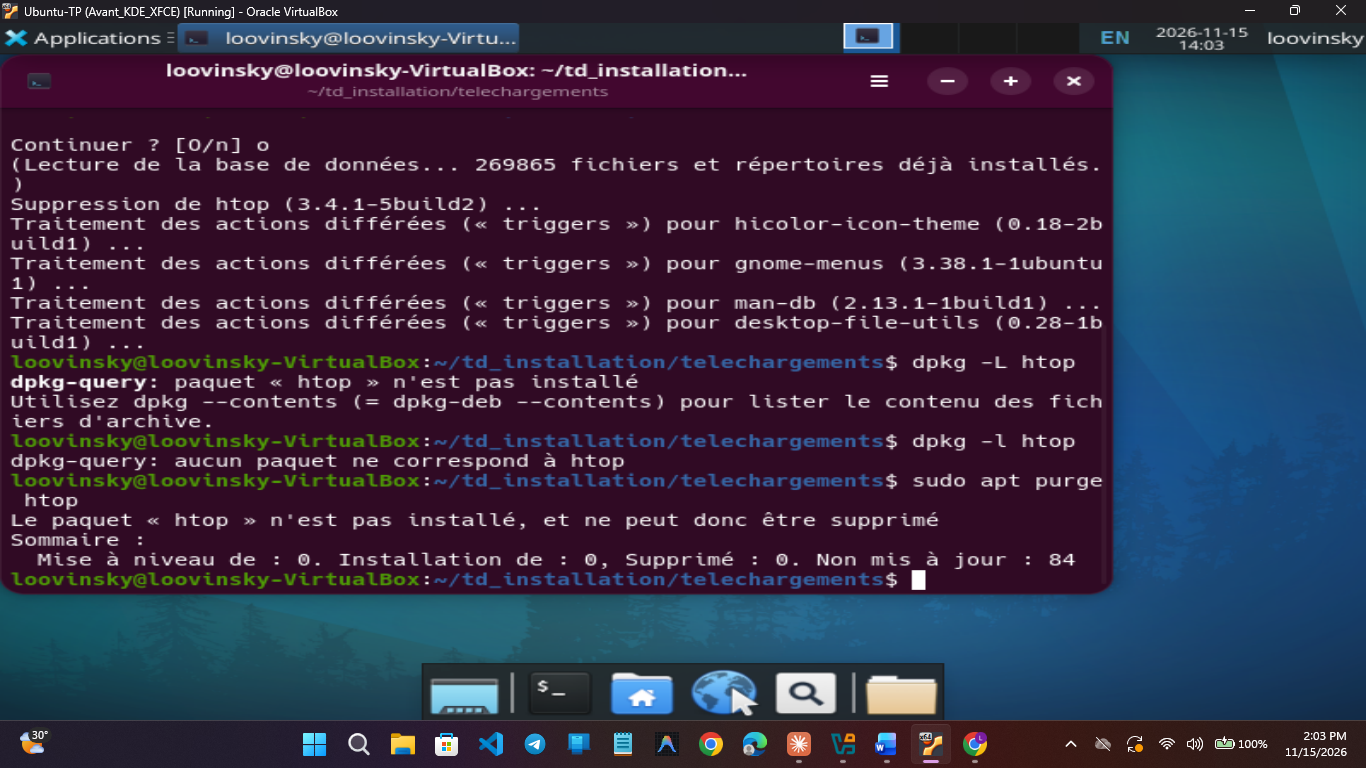 Ubuntu-TP (Avant_KDE_XFCE) [Running] - Oracle VirtualBox
Applications
loovinsky@loovinsky-Virtu...
EN
2026-11-15
14:03
loovinsky
loovinsky@loovinsky-VirtualBox: ~/td_installation...
~/td_installation/telechargements
Continuer ? [O/n] o
(Lecture de la base de données... 269865 fichiers et répertoires déjà installés.
)
Suppression de htop (3.4.1-5build2) ...
Traitement des actions différées (« triggers ») pour hicolor-icon-theme (0.18-2b
uild1) ...
Traitement des actions différées (« triggers ») pour gnome-menus (3.38.1-1ubuntu
1) ...
Traitement des actions différées (« triggers ») pour man-db (2.13.1-1build1) ...
Traitement des actions différées (« triggers ») pour desktop-file-utils (0.28-1b
uild1) ...
loovinsky@loovinsky-VirtualBox:~/td_installation/telechargements$ dpkg -L htop
dpkg-query: paquet « htop » n'est pas installé
Utilisez dpkg --contents (= dpkg-deb --contents) pour lister le contenu des fich
iers d'archive.
loovinsky@loovinsky-VirtualBox:~/td_installation/telechargements$ dpkg -l htop
dpkg-query: aucun paquet ne correspond à htop
loovinsky@loovinsky-VirtualBox:~/td_installation/telechargements$ sudo apt purge
 htop
Le paquet « htop » n'est pas installé, et ne peut donc être supprimé
Sommaire :
  Mise à niveau de : 0. Installation de : 0, Supprimé : 0. Non mis à jour : 84
loovinsky@loovinsky-VirtualBox:~/td_installation/telechargements$
$_
30°
100%
2:03 PM
11/15/2026